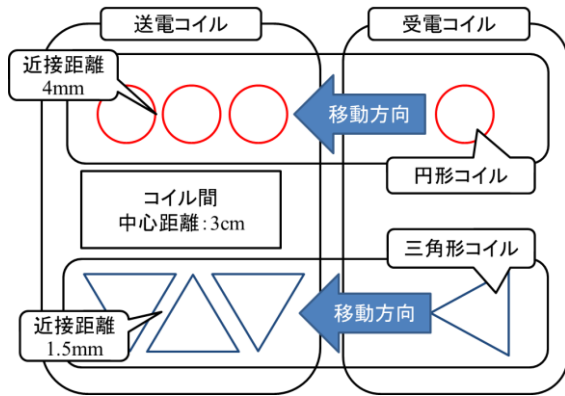 送電コイル
受電コイル
近接距離
4mm
移動方向
円形コイル
コイル間
中心距離:3cm
三角形コイル
近接距離
1.5mm
移動方向